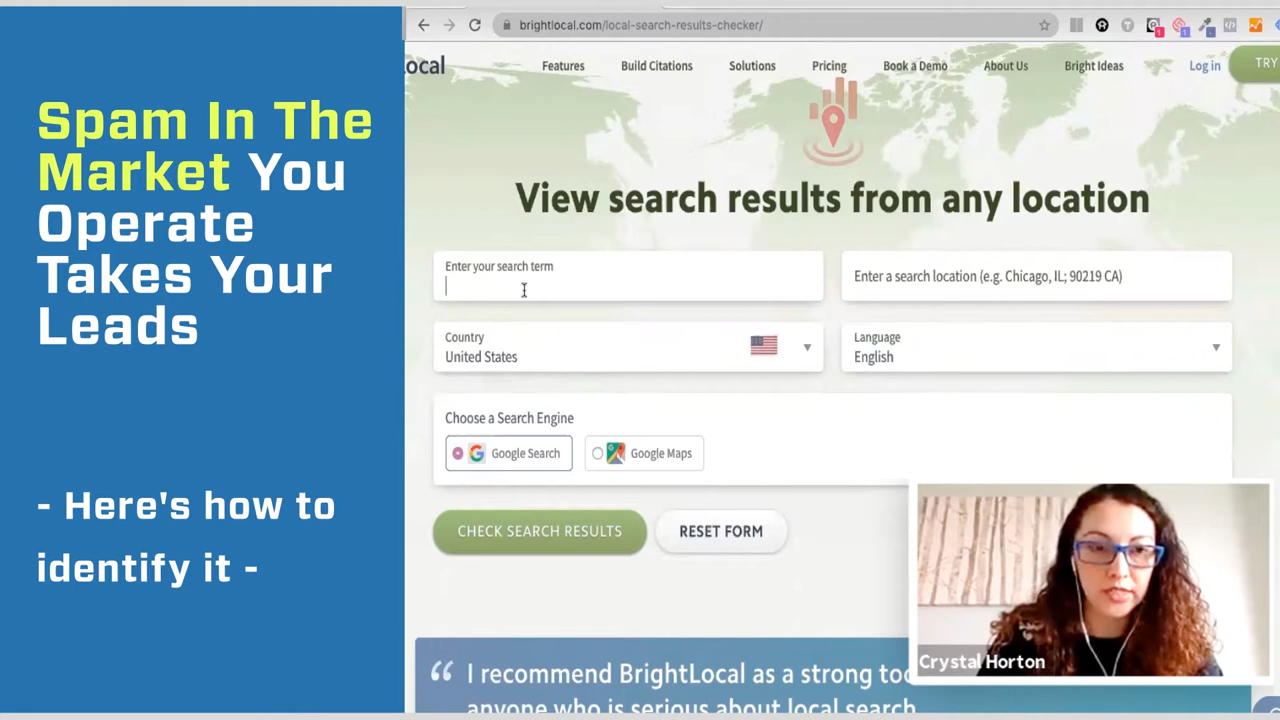 Spam In The
Market You
Operate
Takes Your
Leads
- Here's how to
identify it -
brightlocal.com/local-search-results-checker/
Local
Features
Build Citations
Solutions
Pricing
Book a Demo
About Us
Bright Ideas
Log in
TRY
View search results from any location
Enter your search term
Enter a search location (e.g. Chicago, IL; 90219 CA)
Country
United States
Language
English
Choose a Search Engine
Google Search
Google Maps
CHECK SEARCH RESULTS
RESET FORM
“ I recommend BrightLocal as a strong
anyone who is serious about local search
Crystal Horton